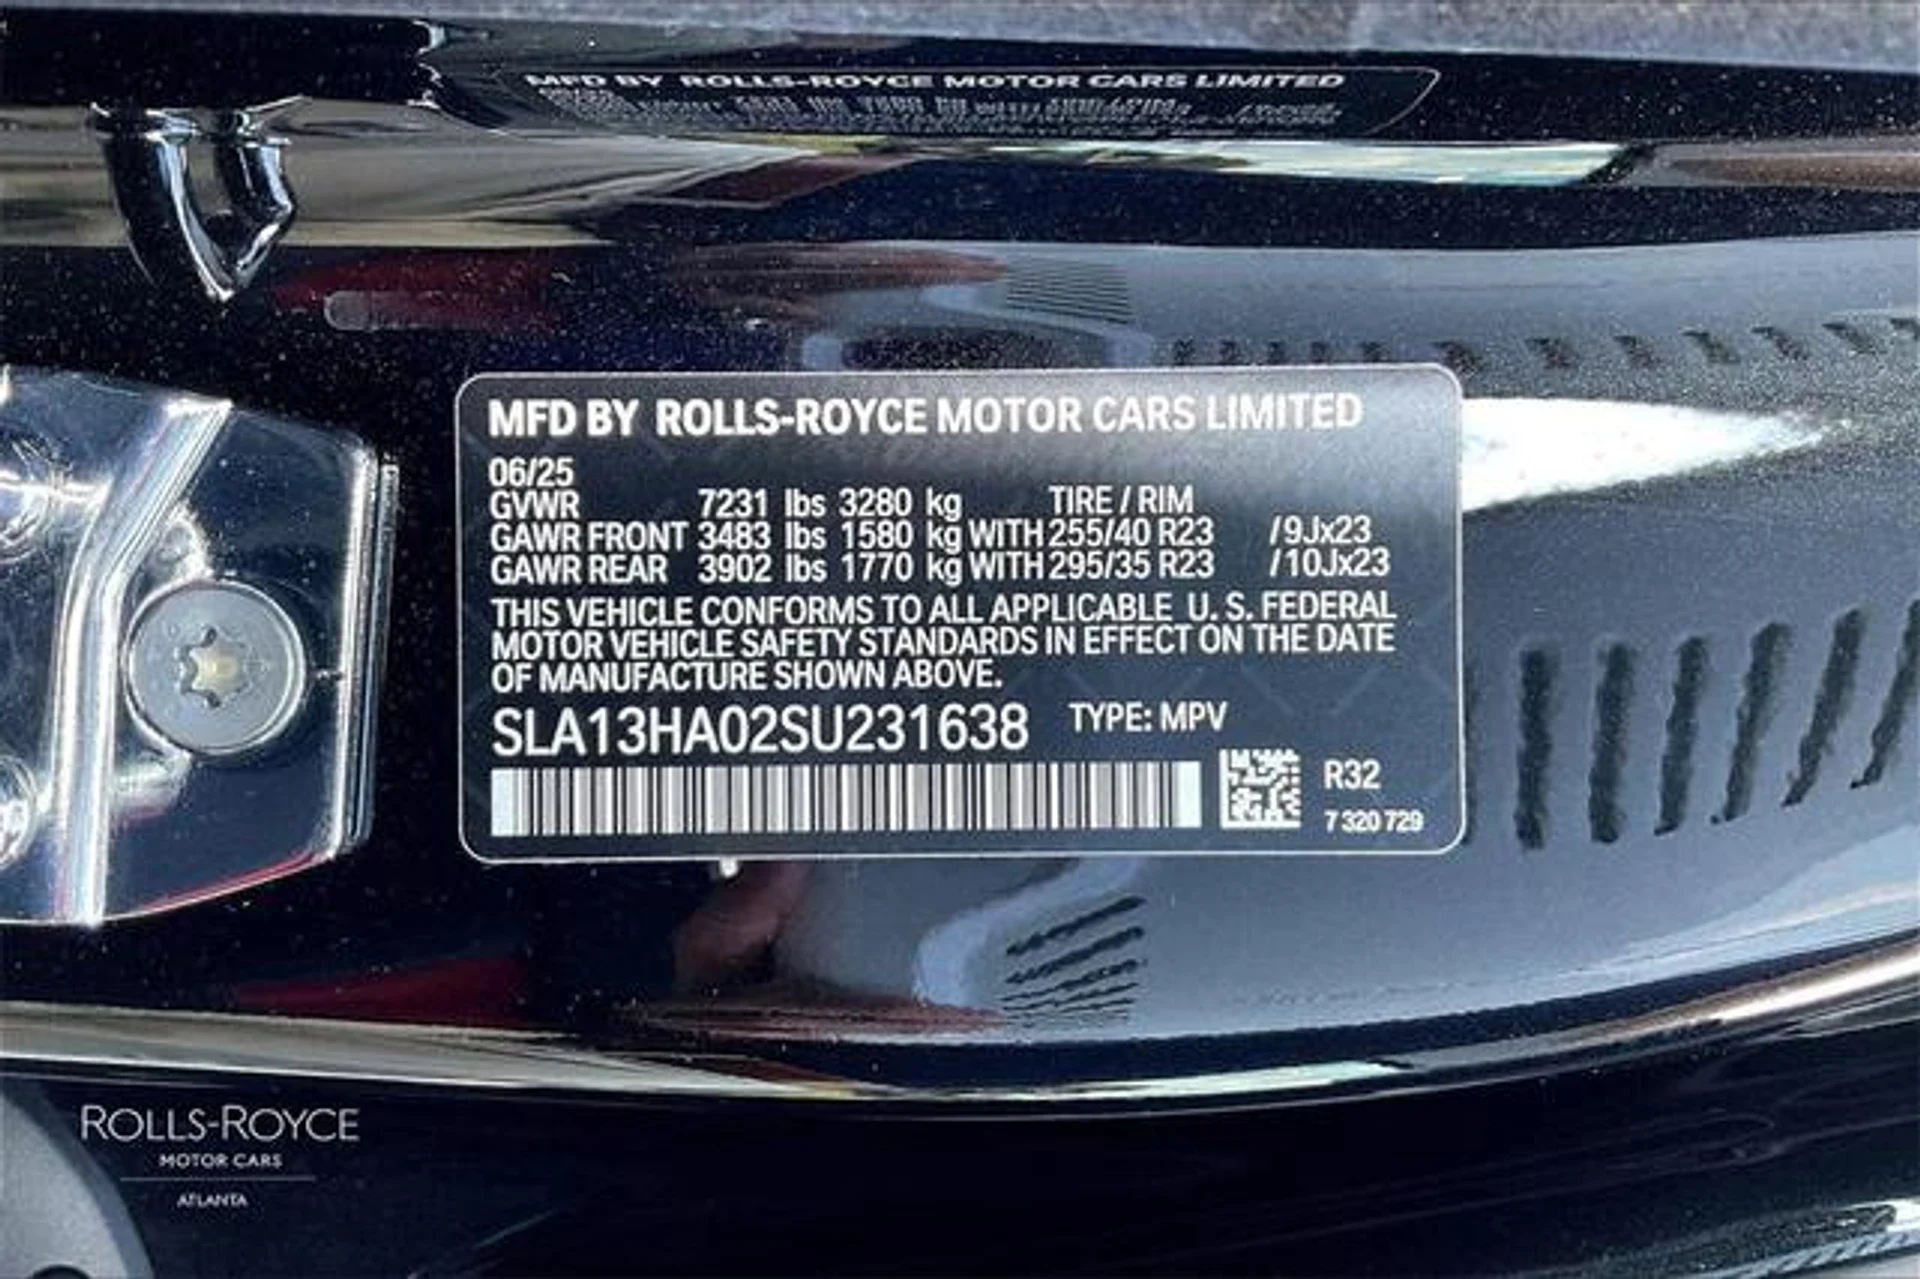 MFD BY ROLLS-ROYCE MOTOR CARS LIMITED
MFD BY ROLLS-ROYCE MOTOR CARS LIMITED
06/25
GVWR 7231 lbs 3280 kg TIRE / RIM
GAWR FRONT 3483 lbs 1580 kg WITH 255/40 R23 /9Jx23
GAWR REAR 3902 lbs 1770 kg WITH 295/35 R23 /10Jx23
THIS VEHICLE CONFORMS TO ALL APPLICABLE U. S. FEDERAL
MOTOR VEHICLE SAFETY STANDARDS IN EFFECT ON THE DATE
OF MANUFACTURE SHOWN ABOVE.
SLA13HA02SU231638 TYPE: MPV
R32
7 320 729
ROLLS-ROYCE
MOTOR CARS
ATLANTA